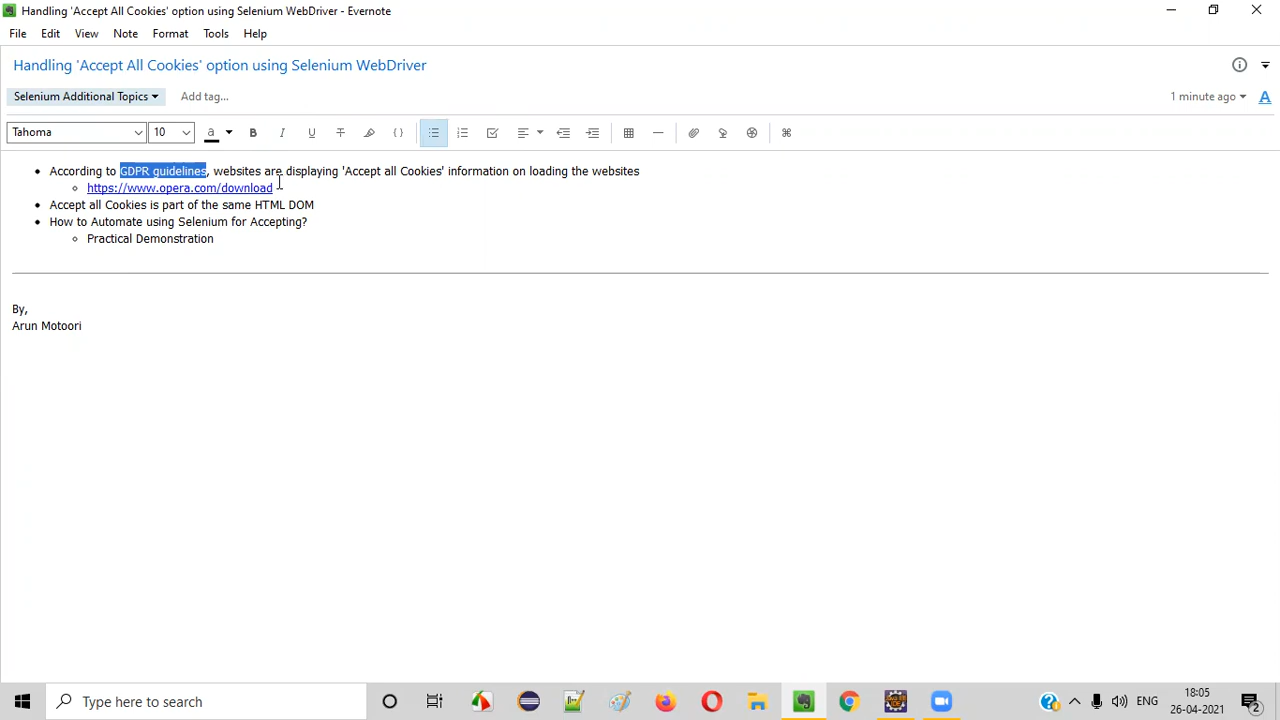 Handling 'Accept All Cookies' option using Selenium WebDriver - Evernote
File Edit View Note Format Tools Help
Handling 'Accept All Cookies' option using Selenium WebDriver
Selenium Additional Topics Add tag... 1 minute ago A
Tahoma 10 a B I U T { }
According to GDPR guidelines, websites are displaying 'Accept all Cookies' information on loading the websites
https://www.opera.com/download
Accept all Cookies is part of the same HTML DOM
How to Automate using Selenium for Accepting?
Practical Demonstration
By,
Arun Motoori
Type here to search
ENG
18:05
26-04-2021
2